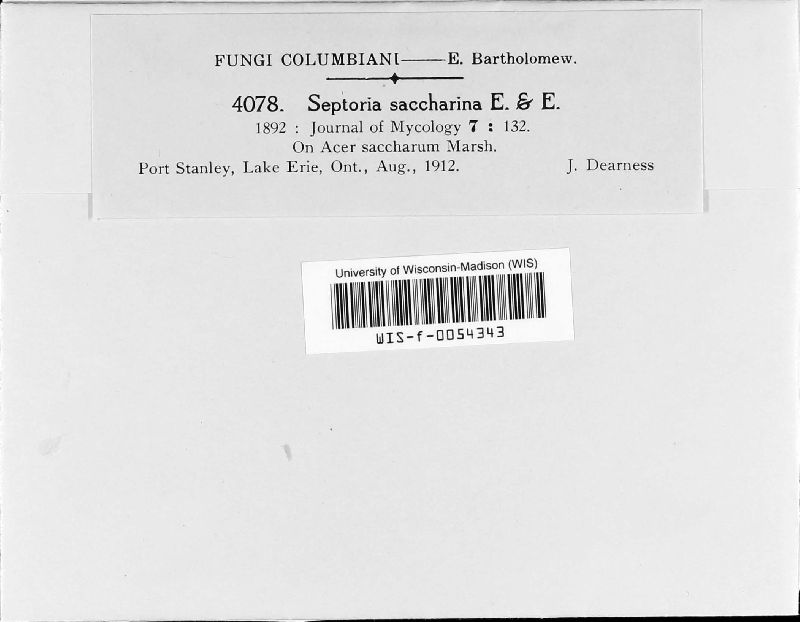 FUNGI COLUMBIANI——E. Bartholomew.
4078. Septoria saccharina E. & E.
1892 : Journal of Mycology 7 : 132.
On Acer saccharum Marsh.
Port Stanley, Lake Erie, Ont., Aug., 1912. J. Dearness
University of Wisconsin-Madison (WIS)
WIS-f-0054343